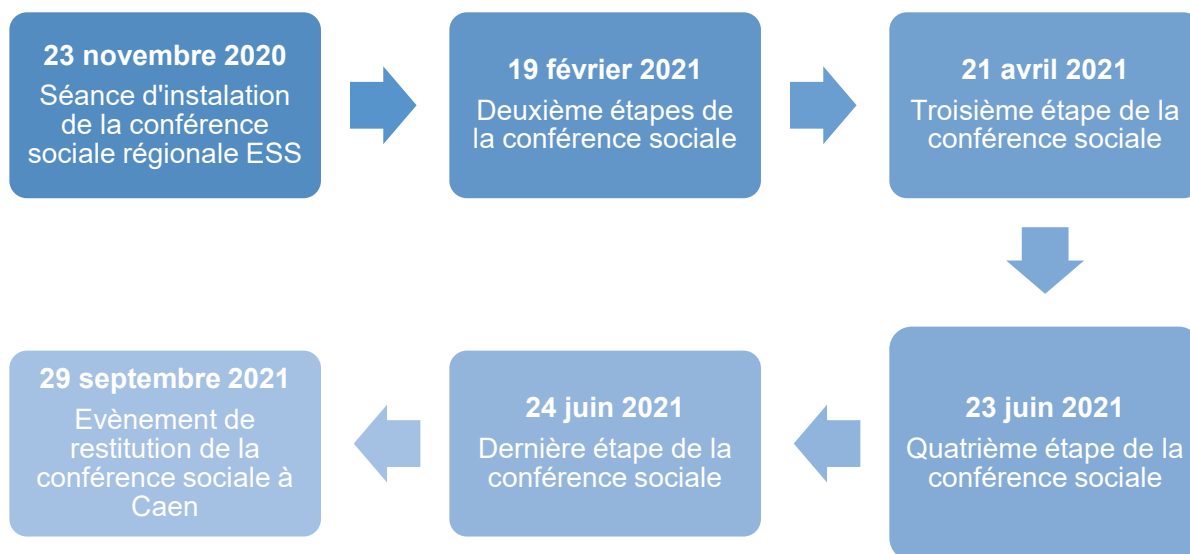 23 novembre 2020
Séance d'instalation
de la conférence
sociale régionale ESS
19 février 2021
Deuxième étapes de
la conférence sociale
21 avril 2021
Troisième étape de la
conférence sociale
23 juin 2021
Quatrième étape de la
conférence sociale
24 juin 2021
Dernière étape de la
conférence sociale
29 septembre 2021
Evènement de
restitution de la
conférence sociale à
Caen